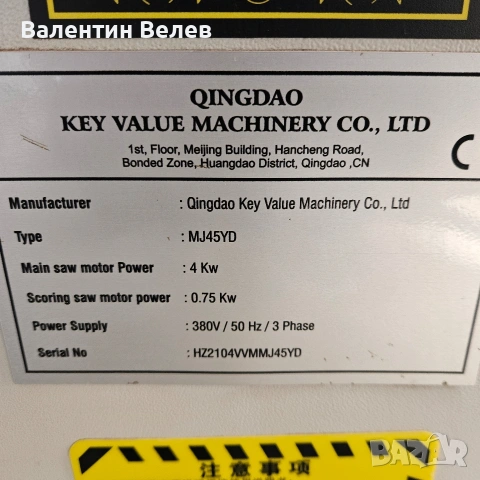 Валентин Велев
QINGDAO
KEY VALUE MACHINERY CO., LTD
1st, Floor, Meijing Building, Hancheng Road,
Bonded Zone, Huangdao District, Qingdao ,CN
Manufacturer : Qingdao Key Value Machinery Co., Ltd
Type : MJ45YD
Main saw motor Power : 4 Kw
Scoring saw motor power : 0.75 Kw
Power Supply : 380V / 50 Hz / 3 Phase
Serial No : HZ2104VVMMJ45YD
注意事项
BAZAR